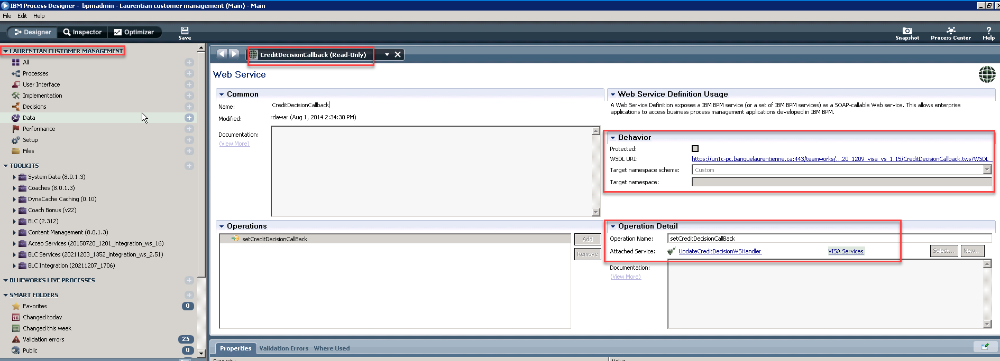 IBM Process Designer - bpmadmin - Laurentian customer management (Main) - Main
File Edit Help
Designer Inspector Optimizer
Save
Snapshot Process Center Help
LAURENTIAN CUSTOMER MANAGEMENT
All
Processes
User Interface
Implementation
Decisions
Data
Performance
Setup
Files
TOOLKITS
System Data (8.0.1.3)
Coaches (8.0.1.3)
DynaCache Caching (0.10)
Coach Bonus (v22)
BLC (2.312)
Content Management (8.0.1.3)
Acceo Services (20150720_1201_integration_ws_16)
BLC Services (20211203_1352_integration_ws_2.51)
BLC Integration (20211207_1706)
BLUEWORKS LIVE PROCESSES
SMART FOLDERS
Favorites 0
Changed today
Changed this week
Validation errors 25
Public 0
CreditDecisionCallback (Read-Only)
Web Service
Common
Name: CreditDecisionCallback
Modified: rdawar (Aug 1, 2014 2:34:30 PM)
Documentation:
(View More)
Web Service Definition Usage
A Web Service Definition exposes a IBM BPM service (or a set of IBM BPM services) as a SOAP-callable Web service. This allows enterprise
applications to access business process management applications developed in IBM BPM.
Behavior
Protected:
WSDL URI: https://un1c-pc.banquelaurentienne.ca:443/teamworks/...20_1209_visa_vs_1.15/CreditDecisionCallback.tws?WSDL
Target namespace scheme: Custom
Target namespace:
Operations
setCreditDecisionCallBack
Add
Remove
Operation Detail
Operation Name: setCreditDecisionCallBack
Attached Service: UpdateCreditDecisionWSHandler VISA Services Select... New...
Documentation:
(View More)
Properties Validation Errors Where Used
Property Value